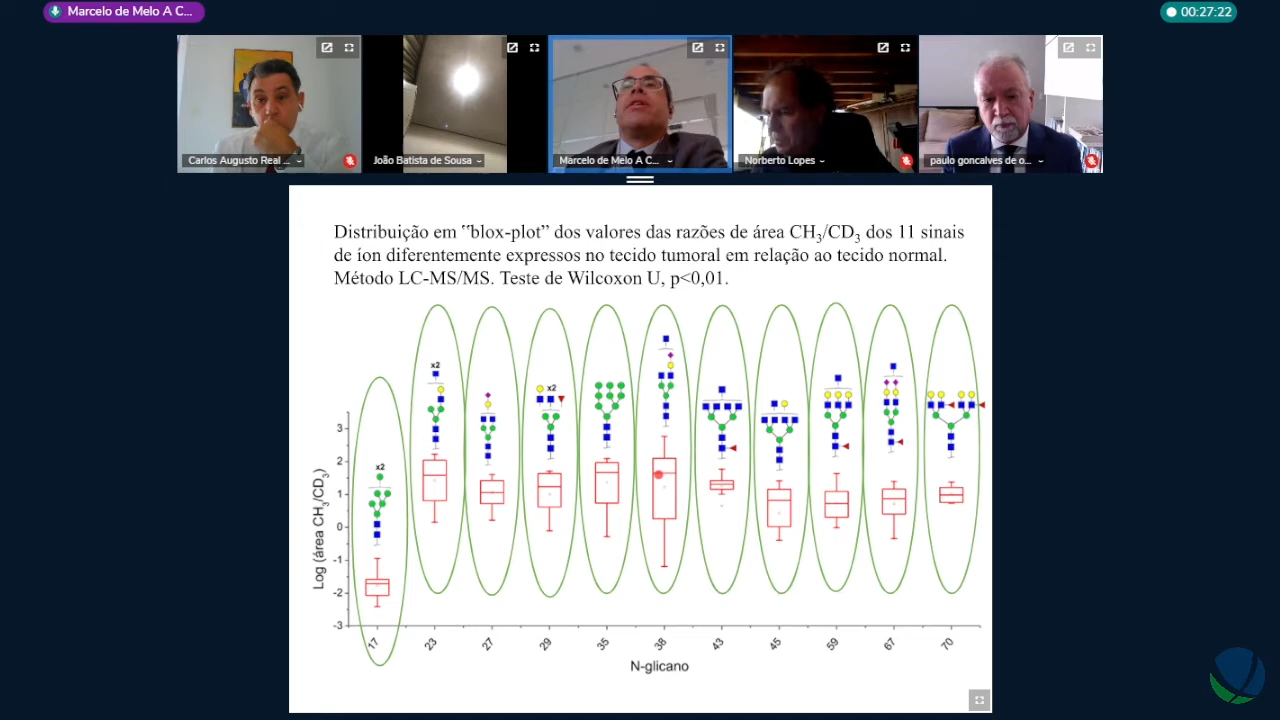 Marcelo de Melo A C...
00:27:22
Carlos Augusto Real ...
João Batista de Sousa
Marcelo de Melo A C...
Norberto Lopes
paulo goncalves de o...
Distribuição em "blox-plot" dos valores das razões de área CH₃/CD₃ dos 11 sinais
de íon diferentemente expressos no tecido tumoral em relação ao tecido normal.
Método LC-MS/MS. Teste de Wilcoxon U, p<0,01.
x2
x2
x2
Log (área CH₃/CD₃)
3
2
1
0
-1
-2
-3
17 23 27 29 35 38 43 45 59 67 70
N-glicano